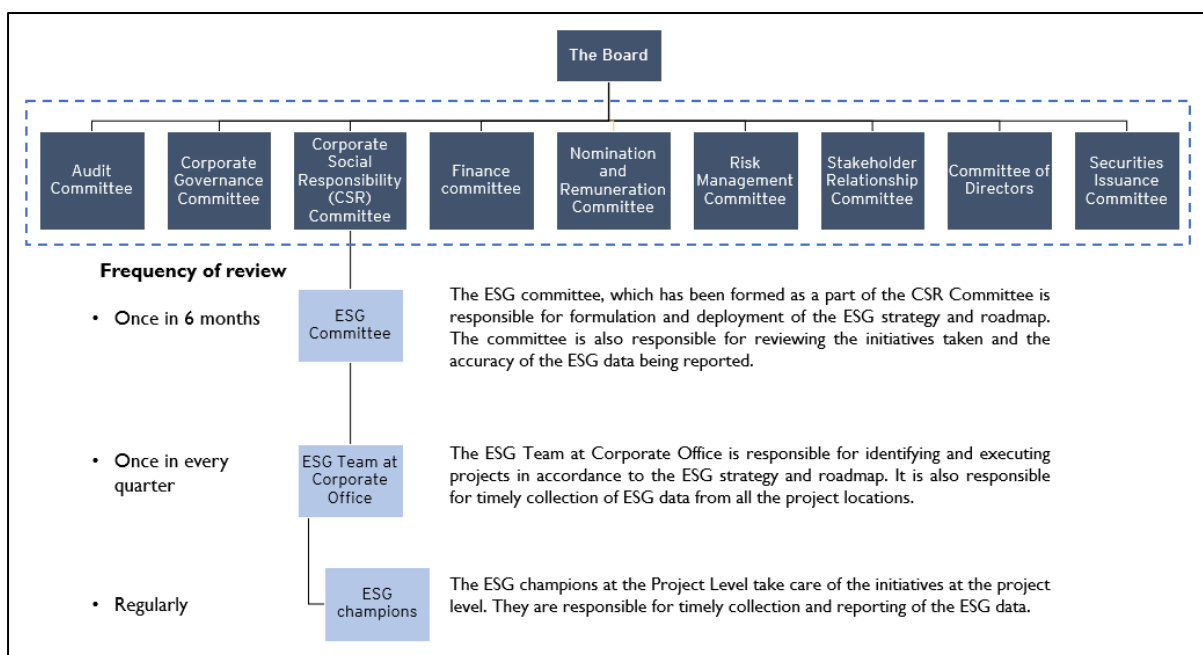 The Board
Audit
Committee
Corporate
Governance
Committee
Corporate
Social
Responsibility
(CSR)
Committee
Finance
committee
Nomination
and
Remuneration
Committee
Risk
Management
Committee
Stakeholder
Relationship
Committee
Committee of
Directors
Securities
Issuance
Committee
Frequency of review
• Once in 6 months
ESG
Committee
The ESG committee, which has been formed as a part of the CSR Committee is
responsible for formulation and deployment of the ESG strategy and roadmap.
The committee is also responsible for reviewing the initiatives taken and the
accuracy of the ESG data being reported.
• Once in every
quarter
ESG Team at
Corporate
Office
The ESG Team at Corporate Office is responsible for identifying and executing
projects in accordance to the ESG strategy and roadmap. It is also responsible
for timely collection of ESG data from all the project locations.
• Regularly
ESG
champions
The ESG champions at the Project Level take care of the initiatives at the project
level. They are responsible for timely collection and reporting of the ESG data.